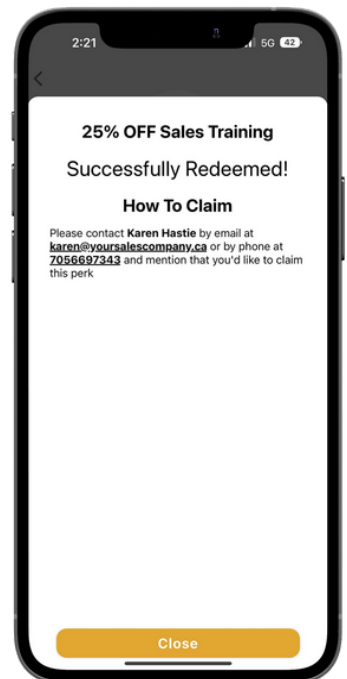 2:21
5G 42
25% OFF Sales Training
Successfully Redeemed!
How To Claim
Please contact Karen Hastie by email at
karen@yoursalescompany.ca or by phone at
7056697343 and mention that you'd like to claim
this perk
Close